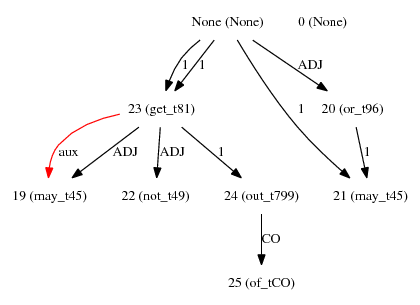 None (None) 0 (None)
1 1 ADJ
23 (get_t81) 1 20 (or_t96)
aux ADJ ADJ 1 1
19 (may_t45) 22 (not_t49) 24 (out_t799) 21 (may_t45)
CO
25 (of_tCO)